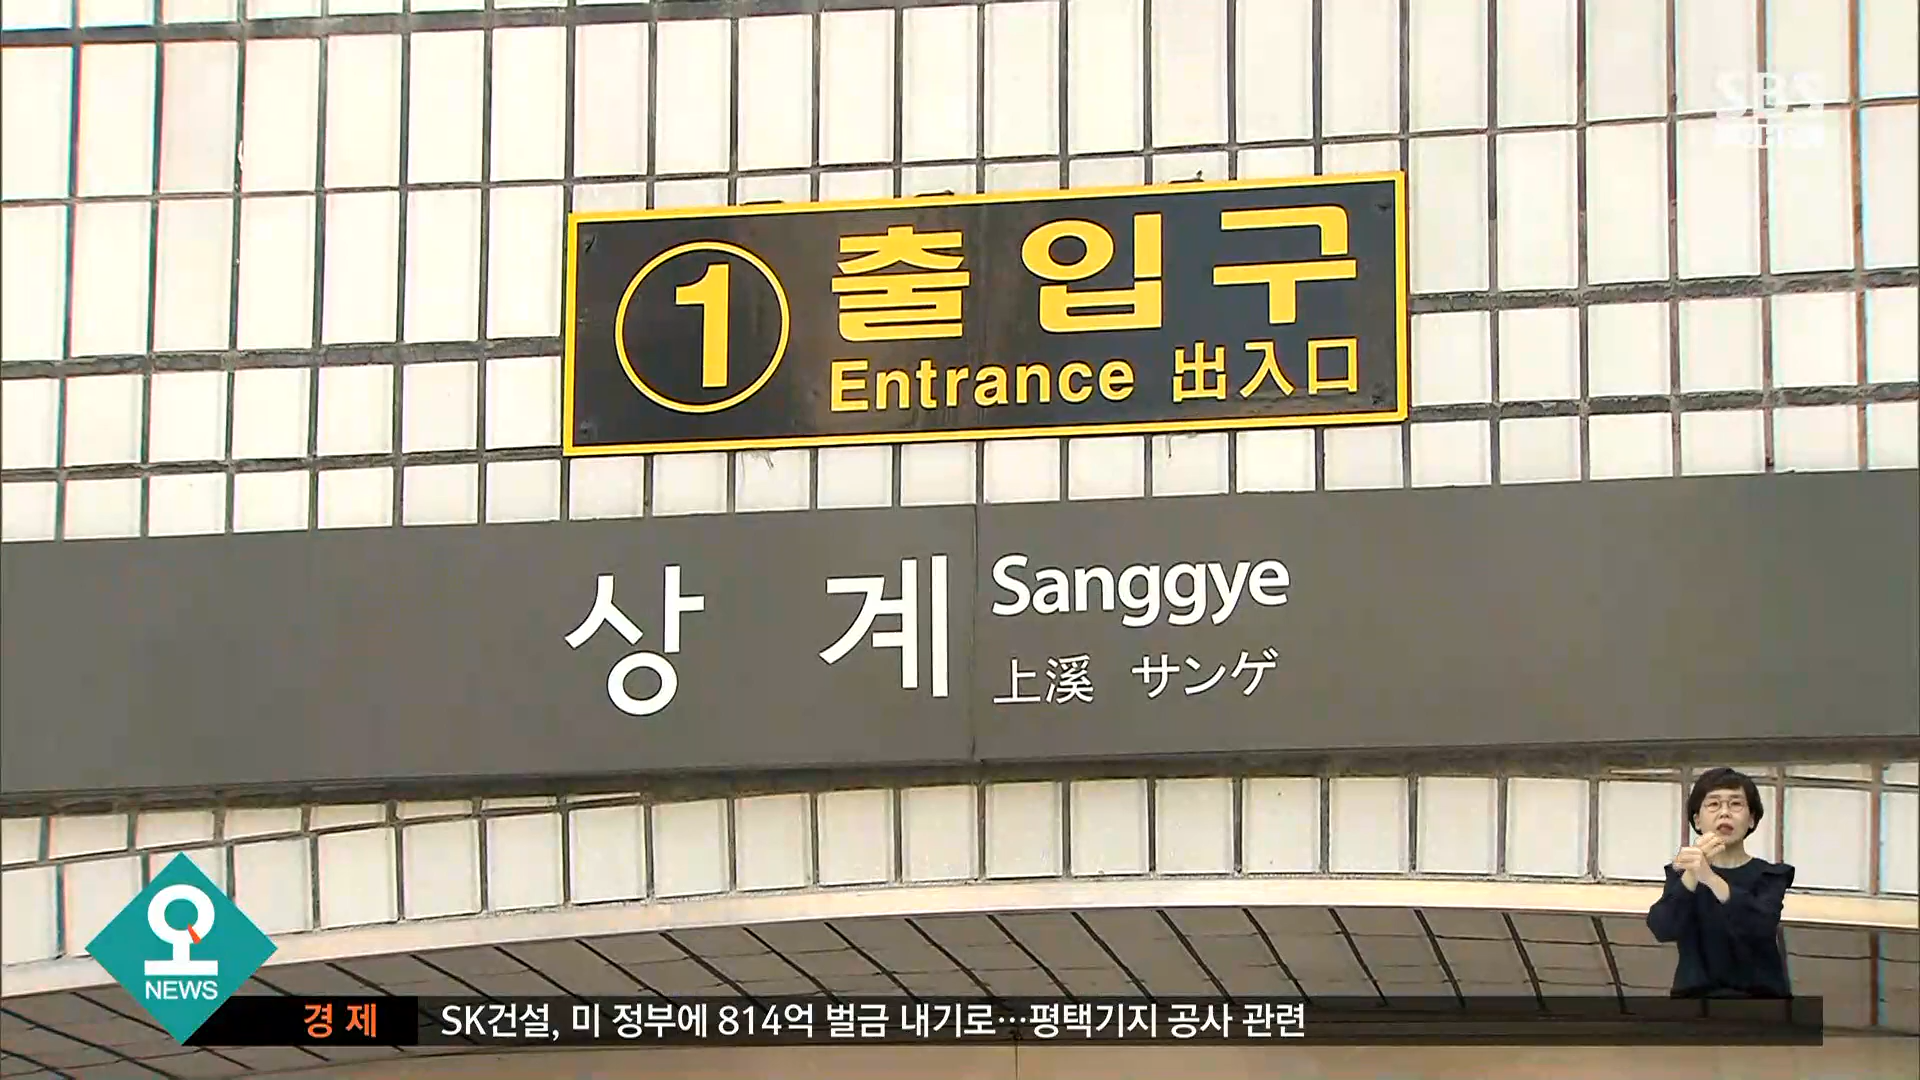 SBS
1 출입구
Entrance 出入口
상 계 Sanggye
上溪 サンゲ
오
NEWS
경제 SK건설, 미 정부에 814억 벌금 내기로…평택기지 공사 관련